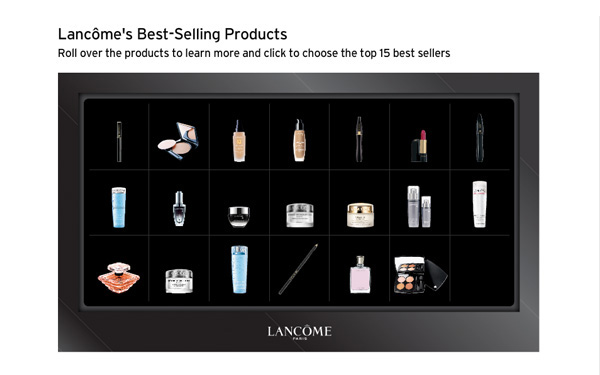 Lancôme's Best-Selling Products
Roll over the products to learn more and click to choose the top 15 best sellers
LANCÔME
PARIS